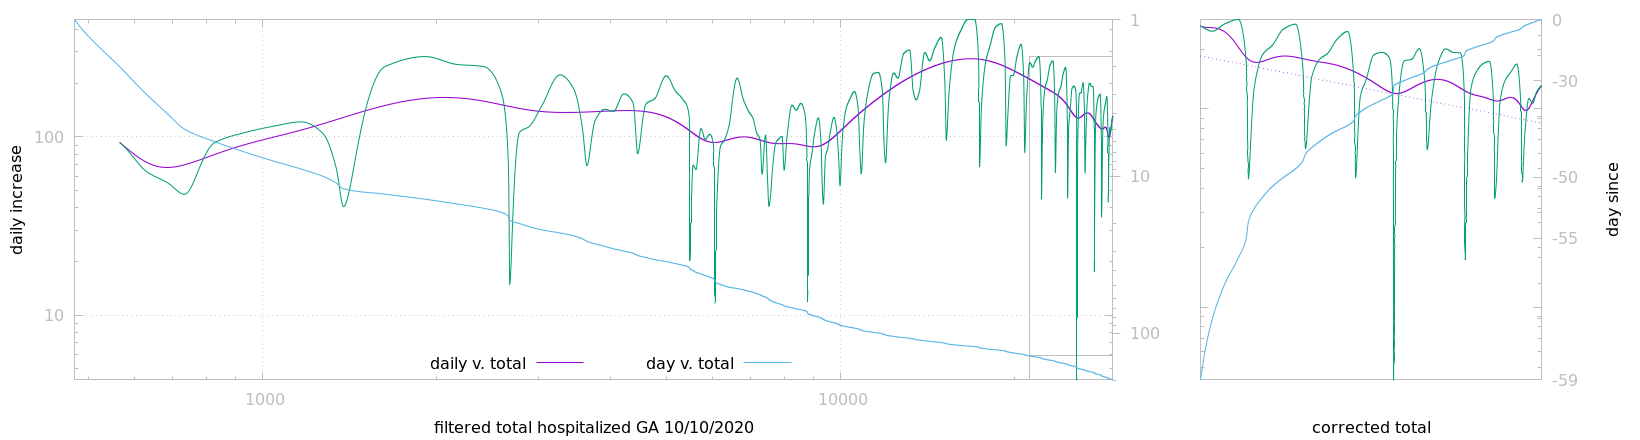 daily increase
100
10
1000
10000
1
10
100
daily v. total
day v. total
filtered total hospitalized GA 10/10/2020
0
-30
-50
-55
-59
day since
corrected total